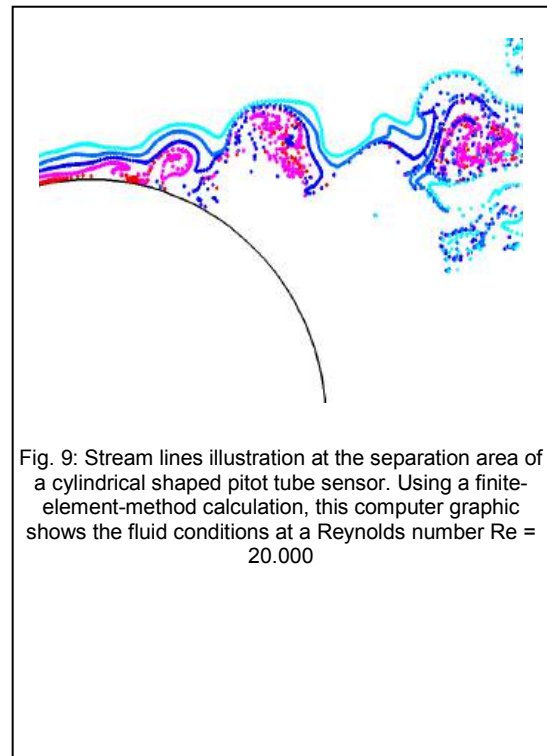 Fig. 9: Stream lines illustration at the separation area of
a cylindrical shaped pitot tube sensor. Using a finite-
element-method calculation, this computer graphic
shows the fluid conditions at a Reynolds number Re =
20.000